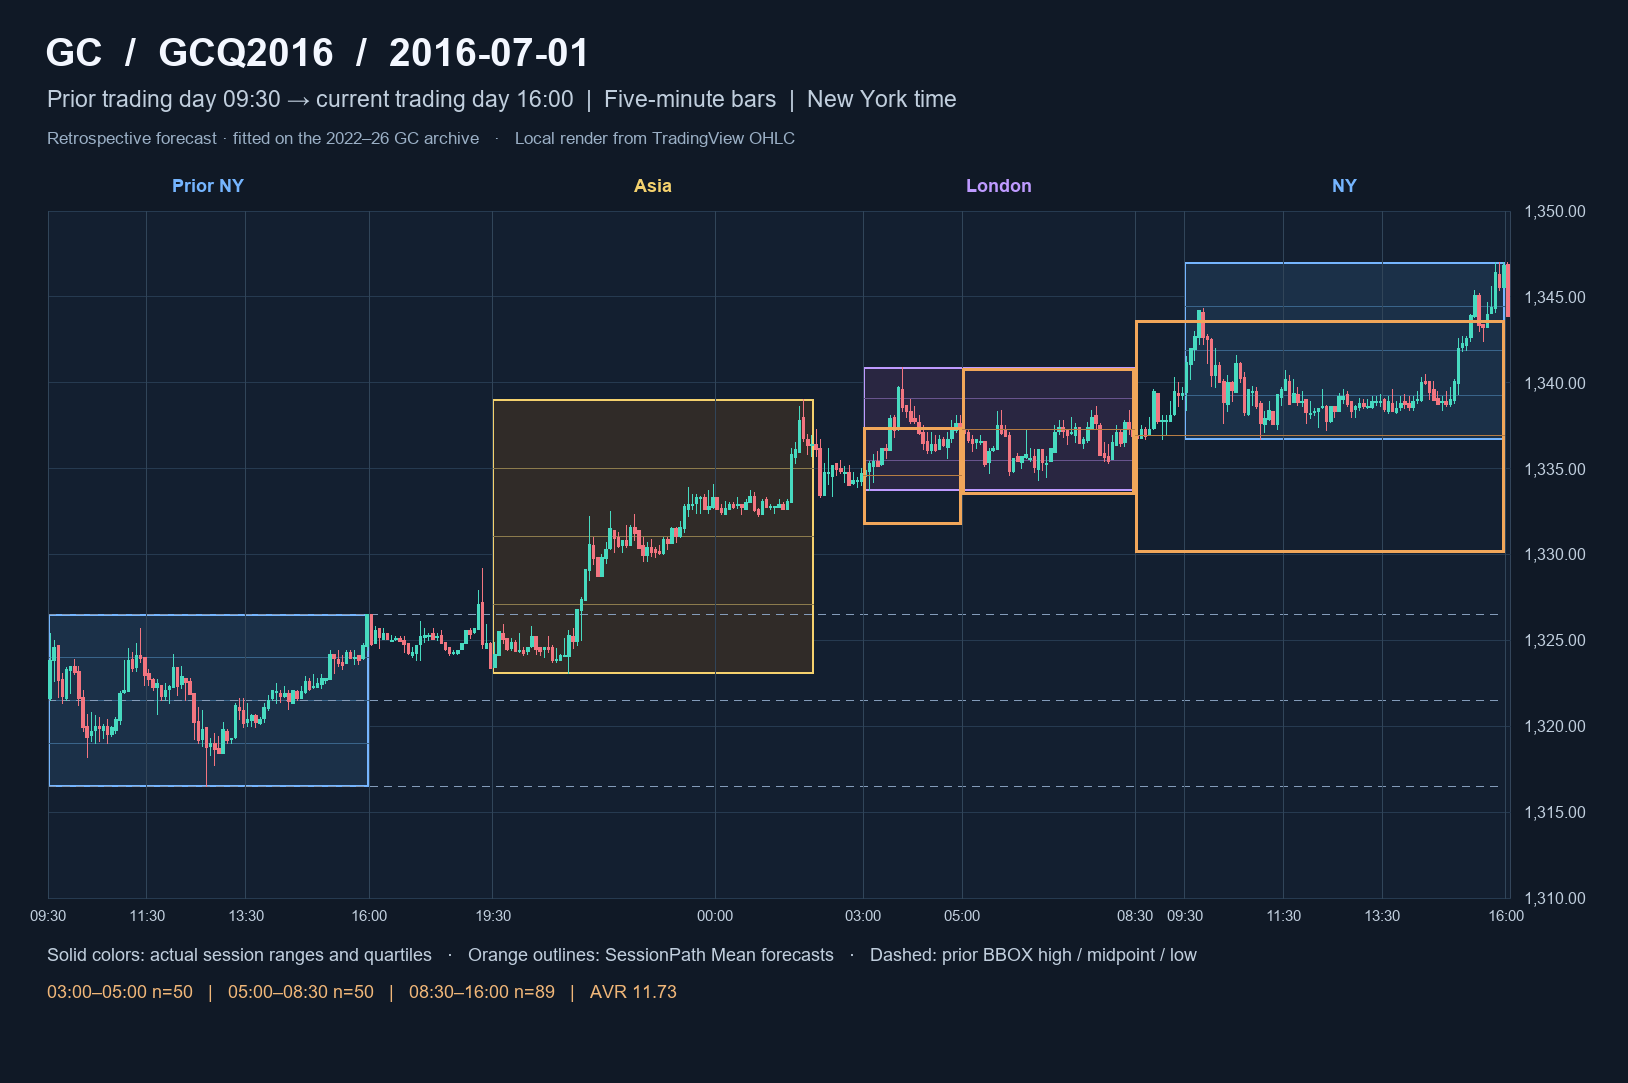 GC / GCQ2016 / 2016-07-01
Prior trading day 09:30 → current trading day 16:00 | Five-minute bars | New York time
Retrospective forecast · fitted on the 2022–26 GC archive · Local render from TradingView OHLC
Prior NY Asia London NY
1,350.00
1,345.00
1,340.00
1,335.00
1,330.00
1,325.00
1,320.00
1,315.00
1,310.00
09:30 11:30 13:30 16:00 19:30 00:00 03:00 05:00 08:30 09:30 11:30 13:30 16:00
Solid colors: actual session ranges and quartiles · Orange outlines: SessionPath Mean forecasts · Dashed: prior BBOX high / midpoint / low
03:00–05:00 n=50 | 05:00–08:30 n=50 | 08:30–16:00 n=89 | AVR 11.73